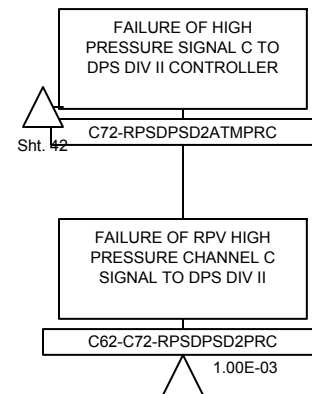 FAILURE OF HIGH
PRESSURE SIGNAL C TO
DPS DIV II CONTROLLER
C72-RPSDPSD2ATMPRC
Sht. 42
FAILURE OF RPV HIGH
PRESSURE CHANNEL C
SIGNAL TO DPS DIV II
C62-C72-RPSDPSD2PRC
1.00E-03